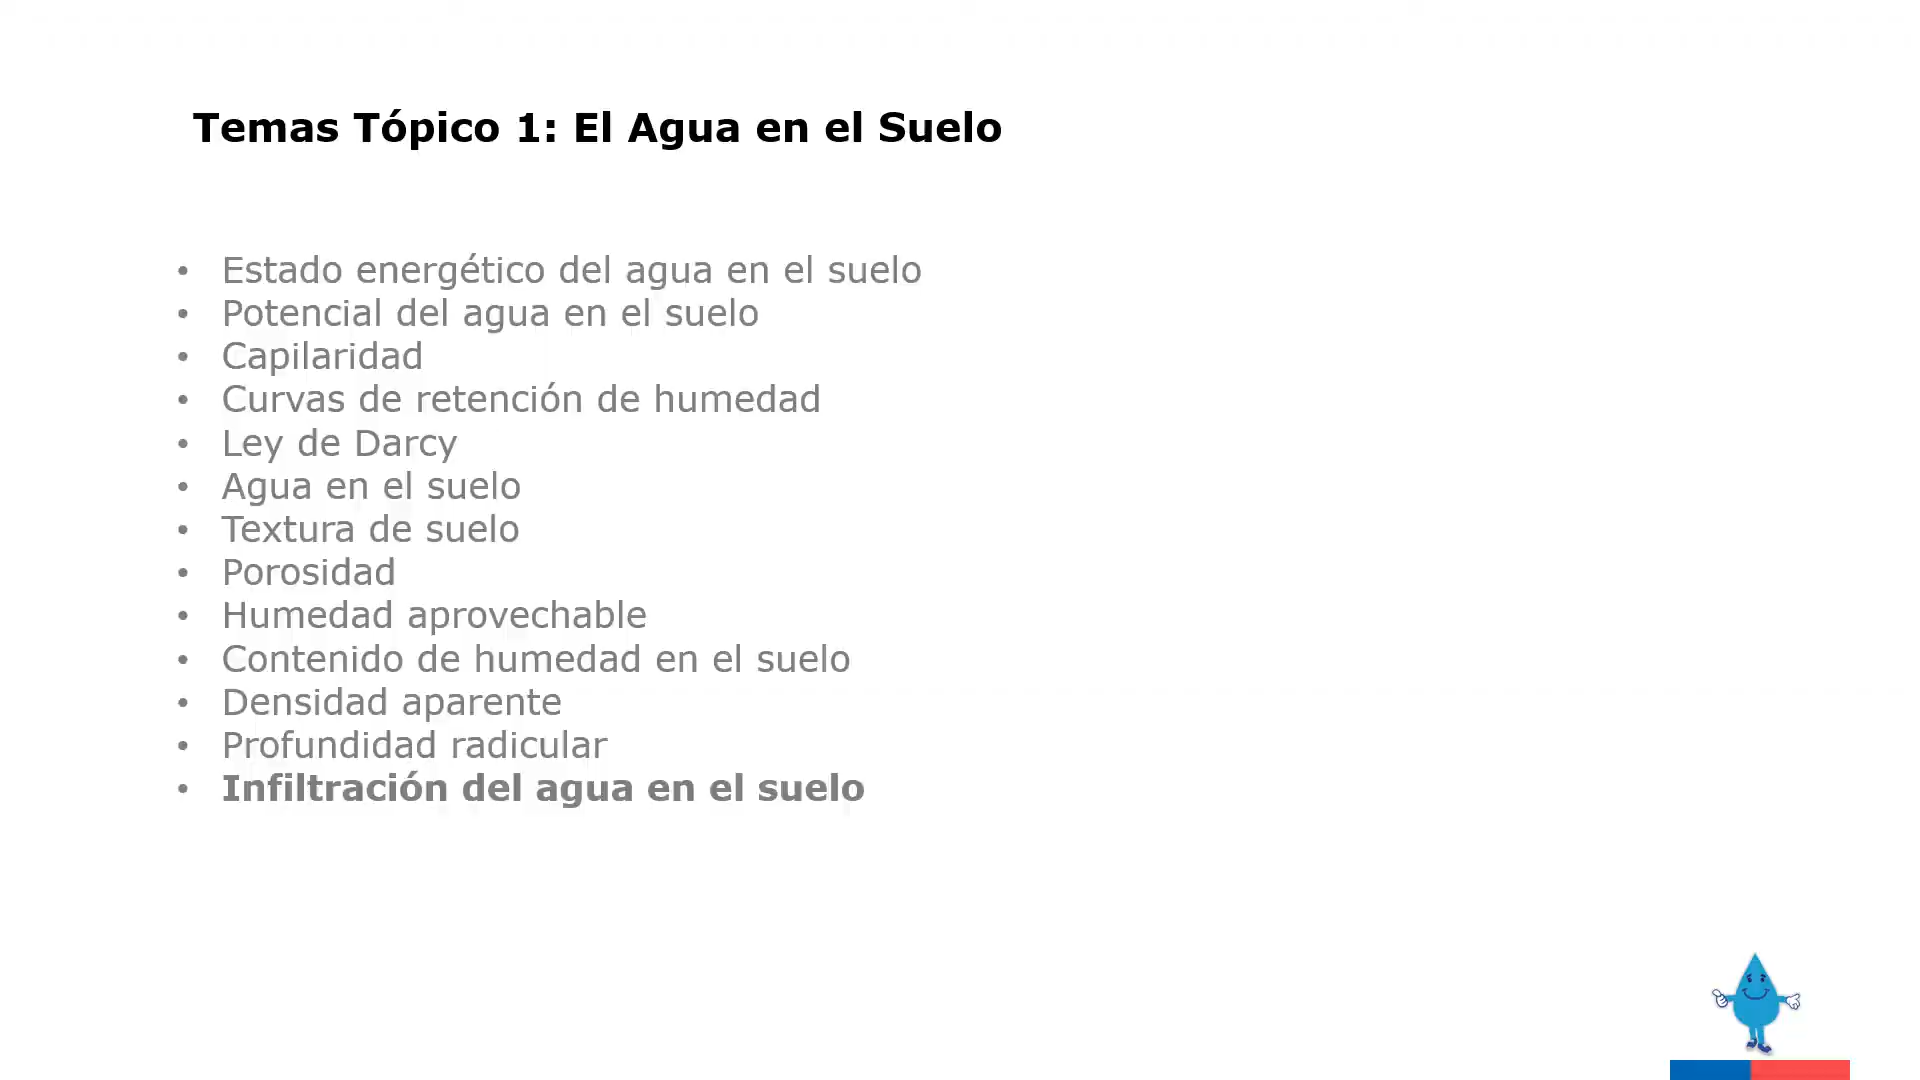 Temas Tópico 1: El Agua en el Suelo
• Estado energético del agua en el suelo
• Potencial del agua en el suelo
• Capilaridad
• Curvas de retención de humedad
• Ley de Darcy
• Agua en el suelo
• Textura de suelo
• Porosidad
• Humedad aprovechable
• Contenido de humedad en el suelo
• Densidad aparente
• Profundidad radicular
• Infiltración del agua en el suelo